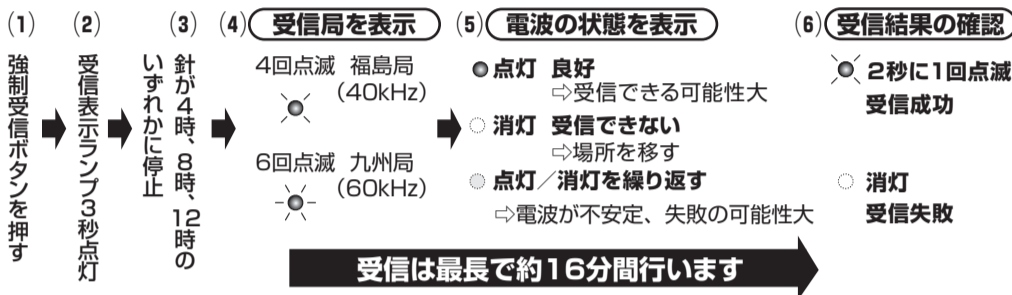 (1)
強制受信ボタンを押す
(2)
受信表示ランプ3秒点灯
(3)
針が4時、8時、12時の
いずれかに停止
(4) 受信局を表示
4回点滅 福島局
(40kHz)
6回点滅 九州局
(60kHz)
(5) 電波の状態を表示
点灯 良好
⇨受信できる可能性大
消灯 受信できない
⇨場所を移す
点灯/消灯を繰り返す
⇨電波が不安定、失敗の可能性大
(6) 受信結果の確認
2秒に1回点滅
受信成功
消灯
受信失敗
受信は最長で約16分間行います